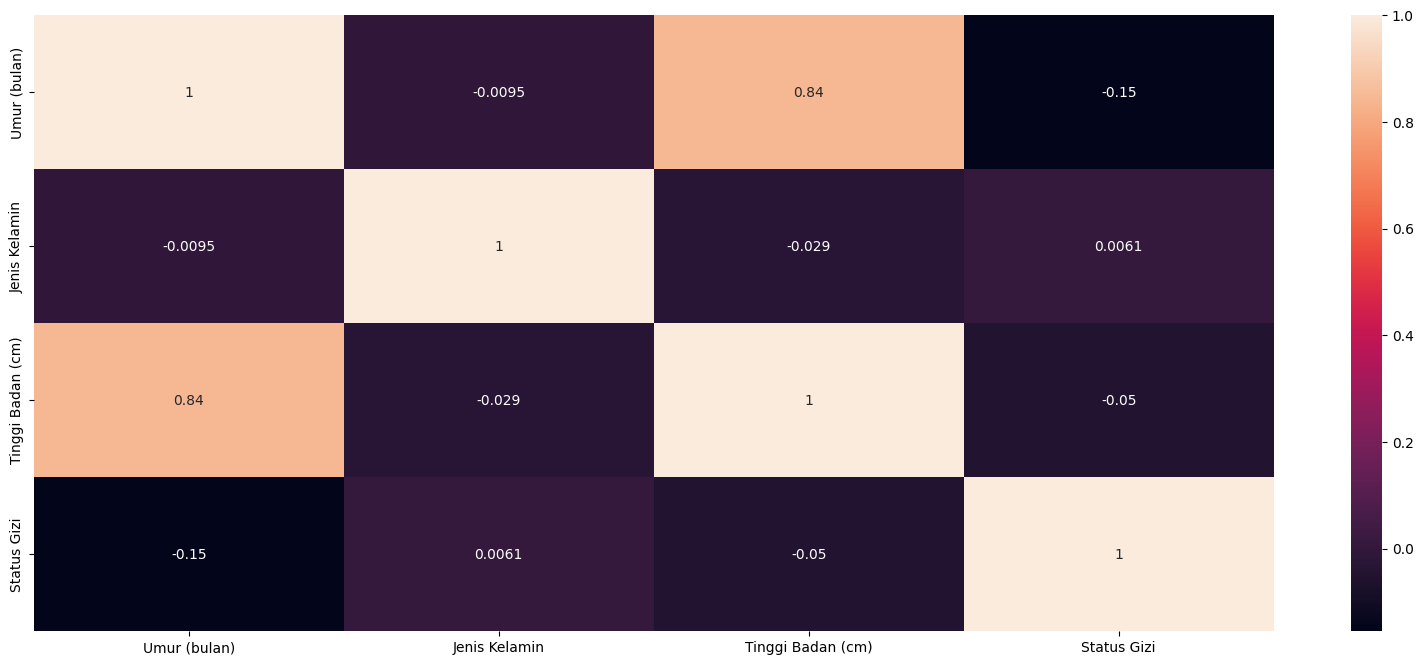 Umur (bulan)
1
-0.0095
0.84
-0.15
Jenis Kelamin
-0.0095
1
-0.029
0.0061
Tinggi Badan (cm)
0.84
-0.029
1
-0.05
Status Gizi
-0.15
0.0061
-0.05
1
Umur (bulan)
Jenis Kelamin
Tinggi Badan (cm)
Status Gizi
1.0
0.8
0.6
0.4
0.2
0.0